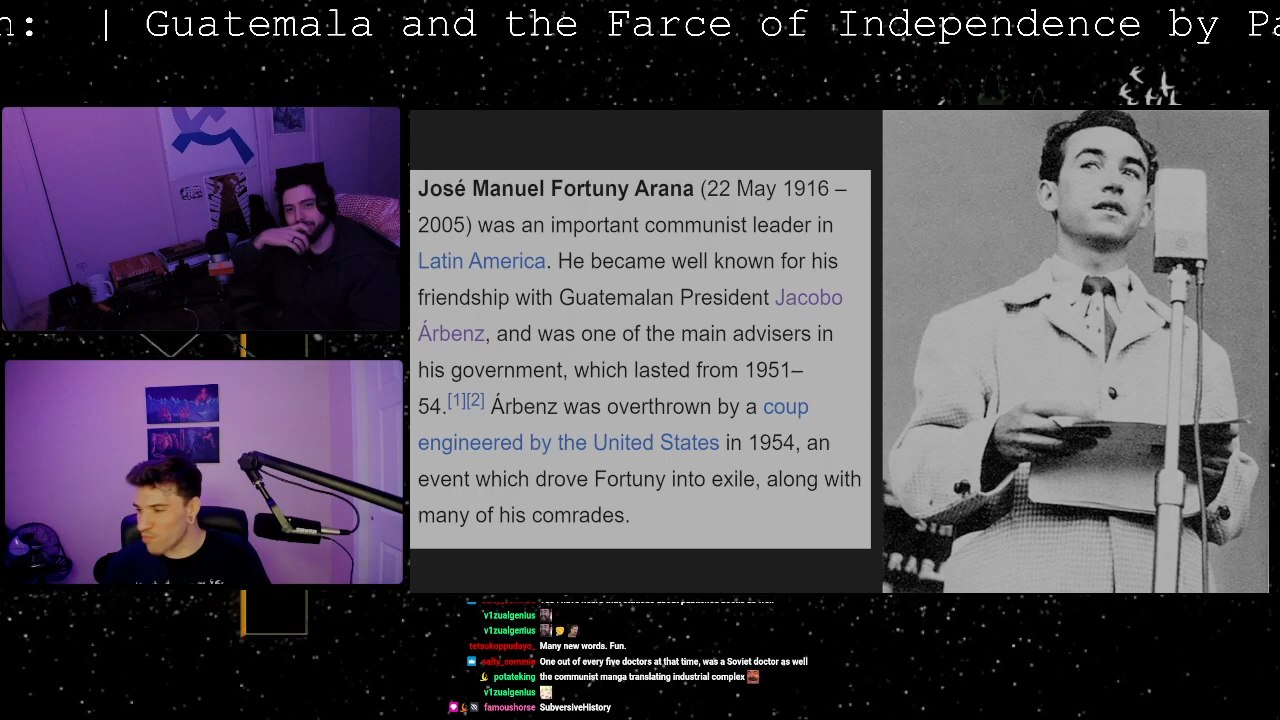 n: | Guatemala and the Farce of Independence by Pa
José Manuel Fortuny Arana (22 May 1916 –
2005) was an important communist leader in
Latin America. He became well known for his
friendship with Guatemalan President Jacobo
Árbenz, and was one of the main advisers in
his government, which lasted from 1951–
54.[1][2] Árbenz was overthrown by a coup
engineered by the United States in 1954, an
event which drove Fortuny into exile, along with
many of his comrades.
v1zualgenius
v1zualgenius
tetsukoppudayo_ Many new words. Fun.
salty_commie One out of every five doctors at that time, was a Soviet doctor as well
potateking the communist manga translating industrial complex
v1zualgenius
famoushorse SubversiveHistory